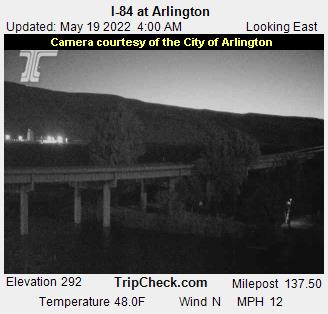 I-84 at Arlington
Updated: May 19 2022 4:00 AM Looking East
Camera courtesy of the City of Arlington
Elevation 292 TripCheck.com Milepost 137.50
Temperature 48.0F Wind N MPH 12